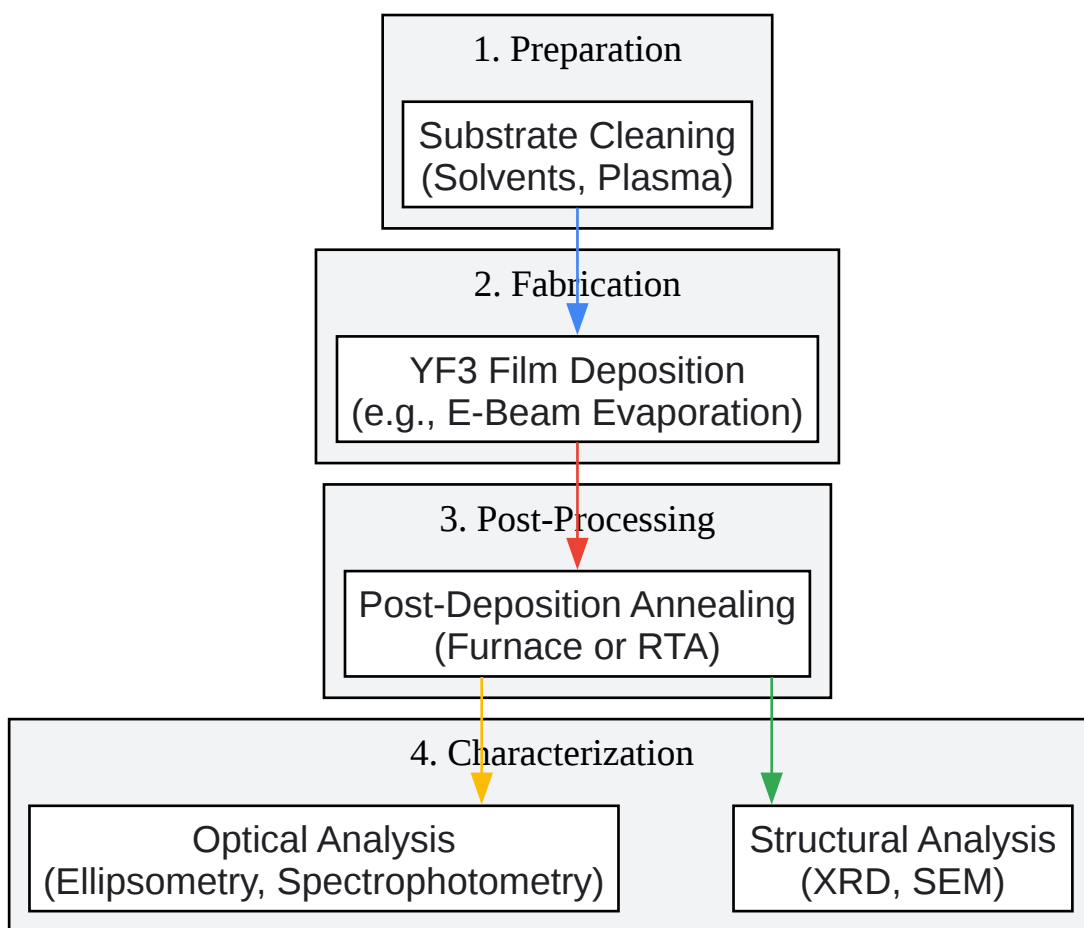 1. Preparation
Substrate Cleaning
(Solvents, Plasma)
2. Fabrication
YF3 Film Deposition
(e.g., E-Beam Evaporation)
3. Post-Processing
Post-Deposition Annealing
(Furnace or RTA)
4. Characterization
Optical Analysis
(Ellipsometry, Spectrophotometry)
Structural Analysis
(XRD, SEM)